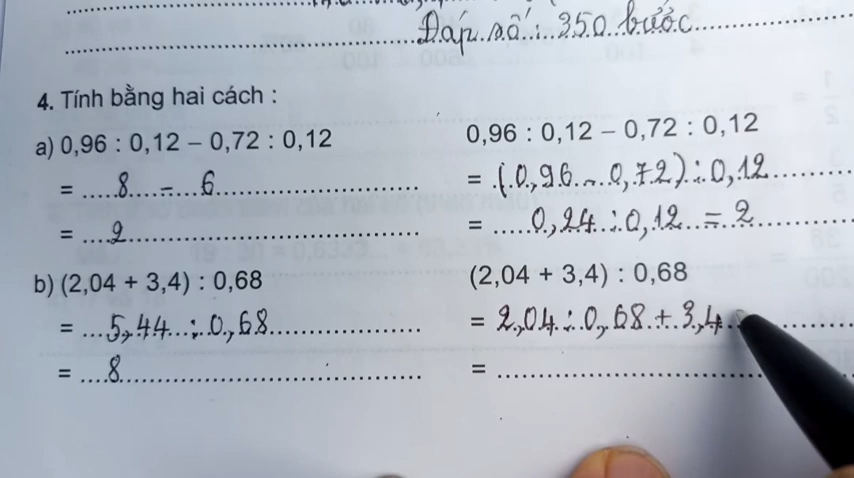 Đáp số : 350 bước
4. Tính bằng hai cách :
a) 0,96 : 0,12 – 0,72 : 0,12
= 8 – 6
= 2
0,96 : 0,12 – 0,72 : 0,12
= (0,96 – 0,72) : 0,12
= 0,24 : 0,12 = 2
b) (2,04 + 3,4) : 0,68
= 5,44 : 0,68
= 8
(2,04 + 3,4) : 0,68
= 2,04 : 0,68 + 3,4
=